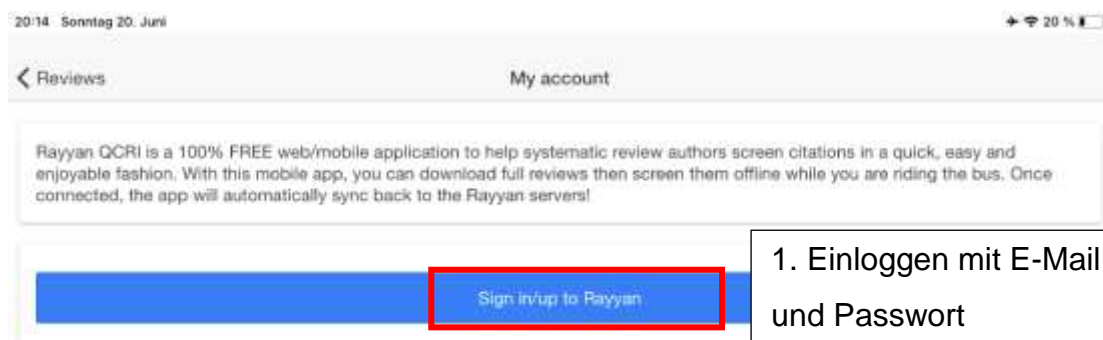 20:14 Sonntag 20. Juni
20 %
Reviews
My account
Rayyan QCRI is a 100% FREE web/mobile application to help systematic review authors screen citations in a quick, easy and
enjoyable fashion. With this mobile app, you can download full reviews then screen them offline while you are riding the bus. Once
connected, the app will automatically sync back to the Rayyan servers!
Sign in/up to Rayyan
1. Einloggen mit E-Mail
und Passwort